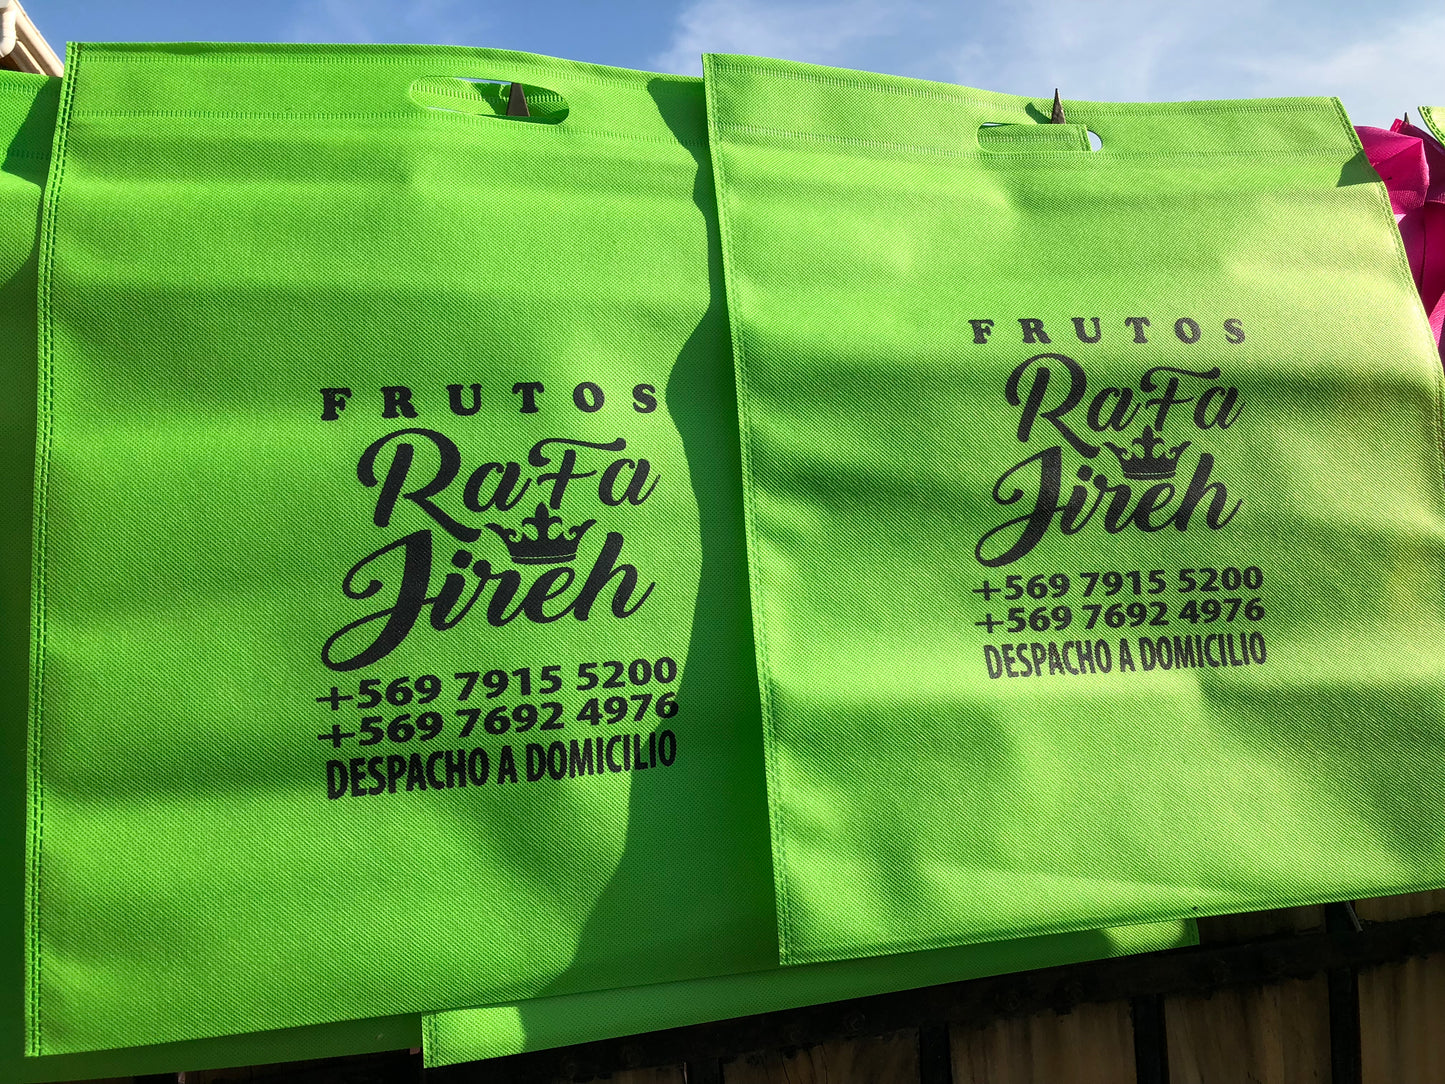 FRUTOS
RaFa
Jireh
+569 7915 5200
+569 7692 4976
DESPACHO A DOMICILIO
FRUTOS
RaFa
Jireh
+569 7915 5200
+569 7692 4976
DESPACHO A DOMICILIO